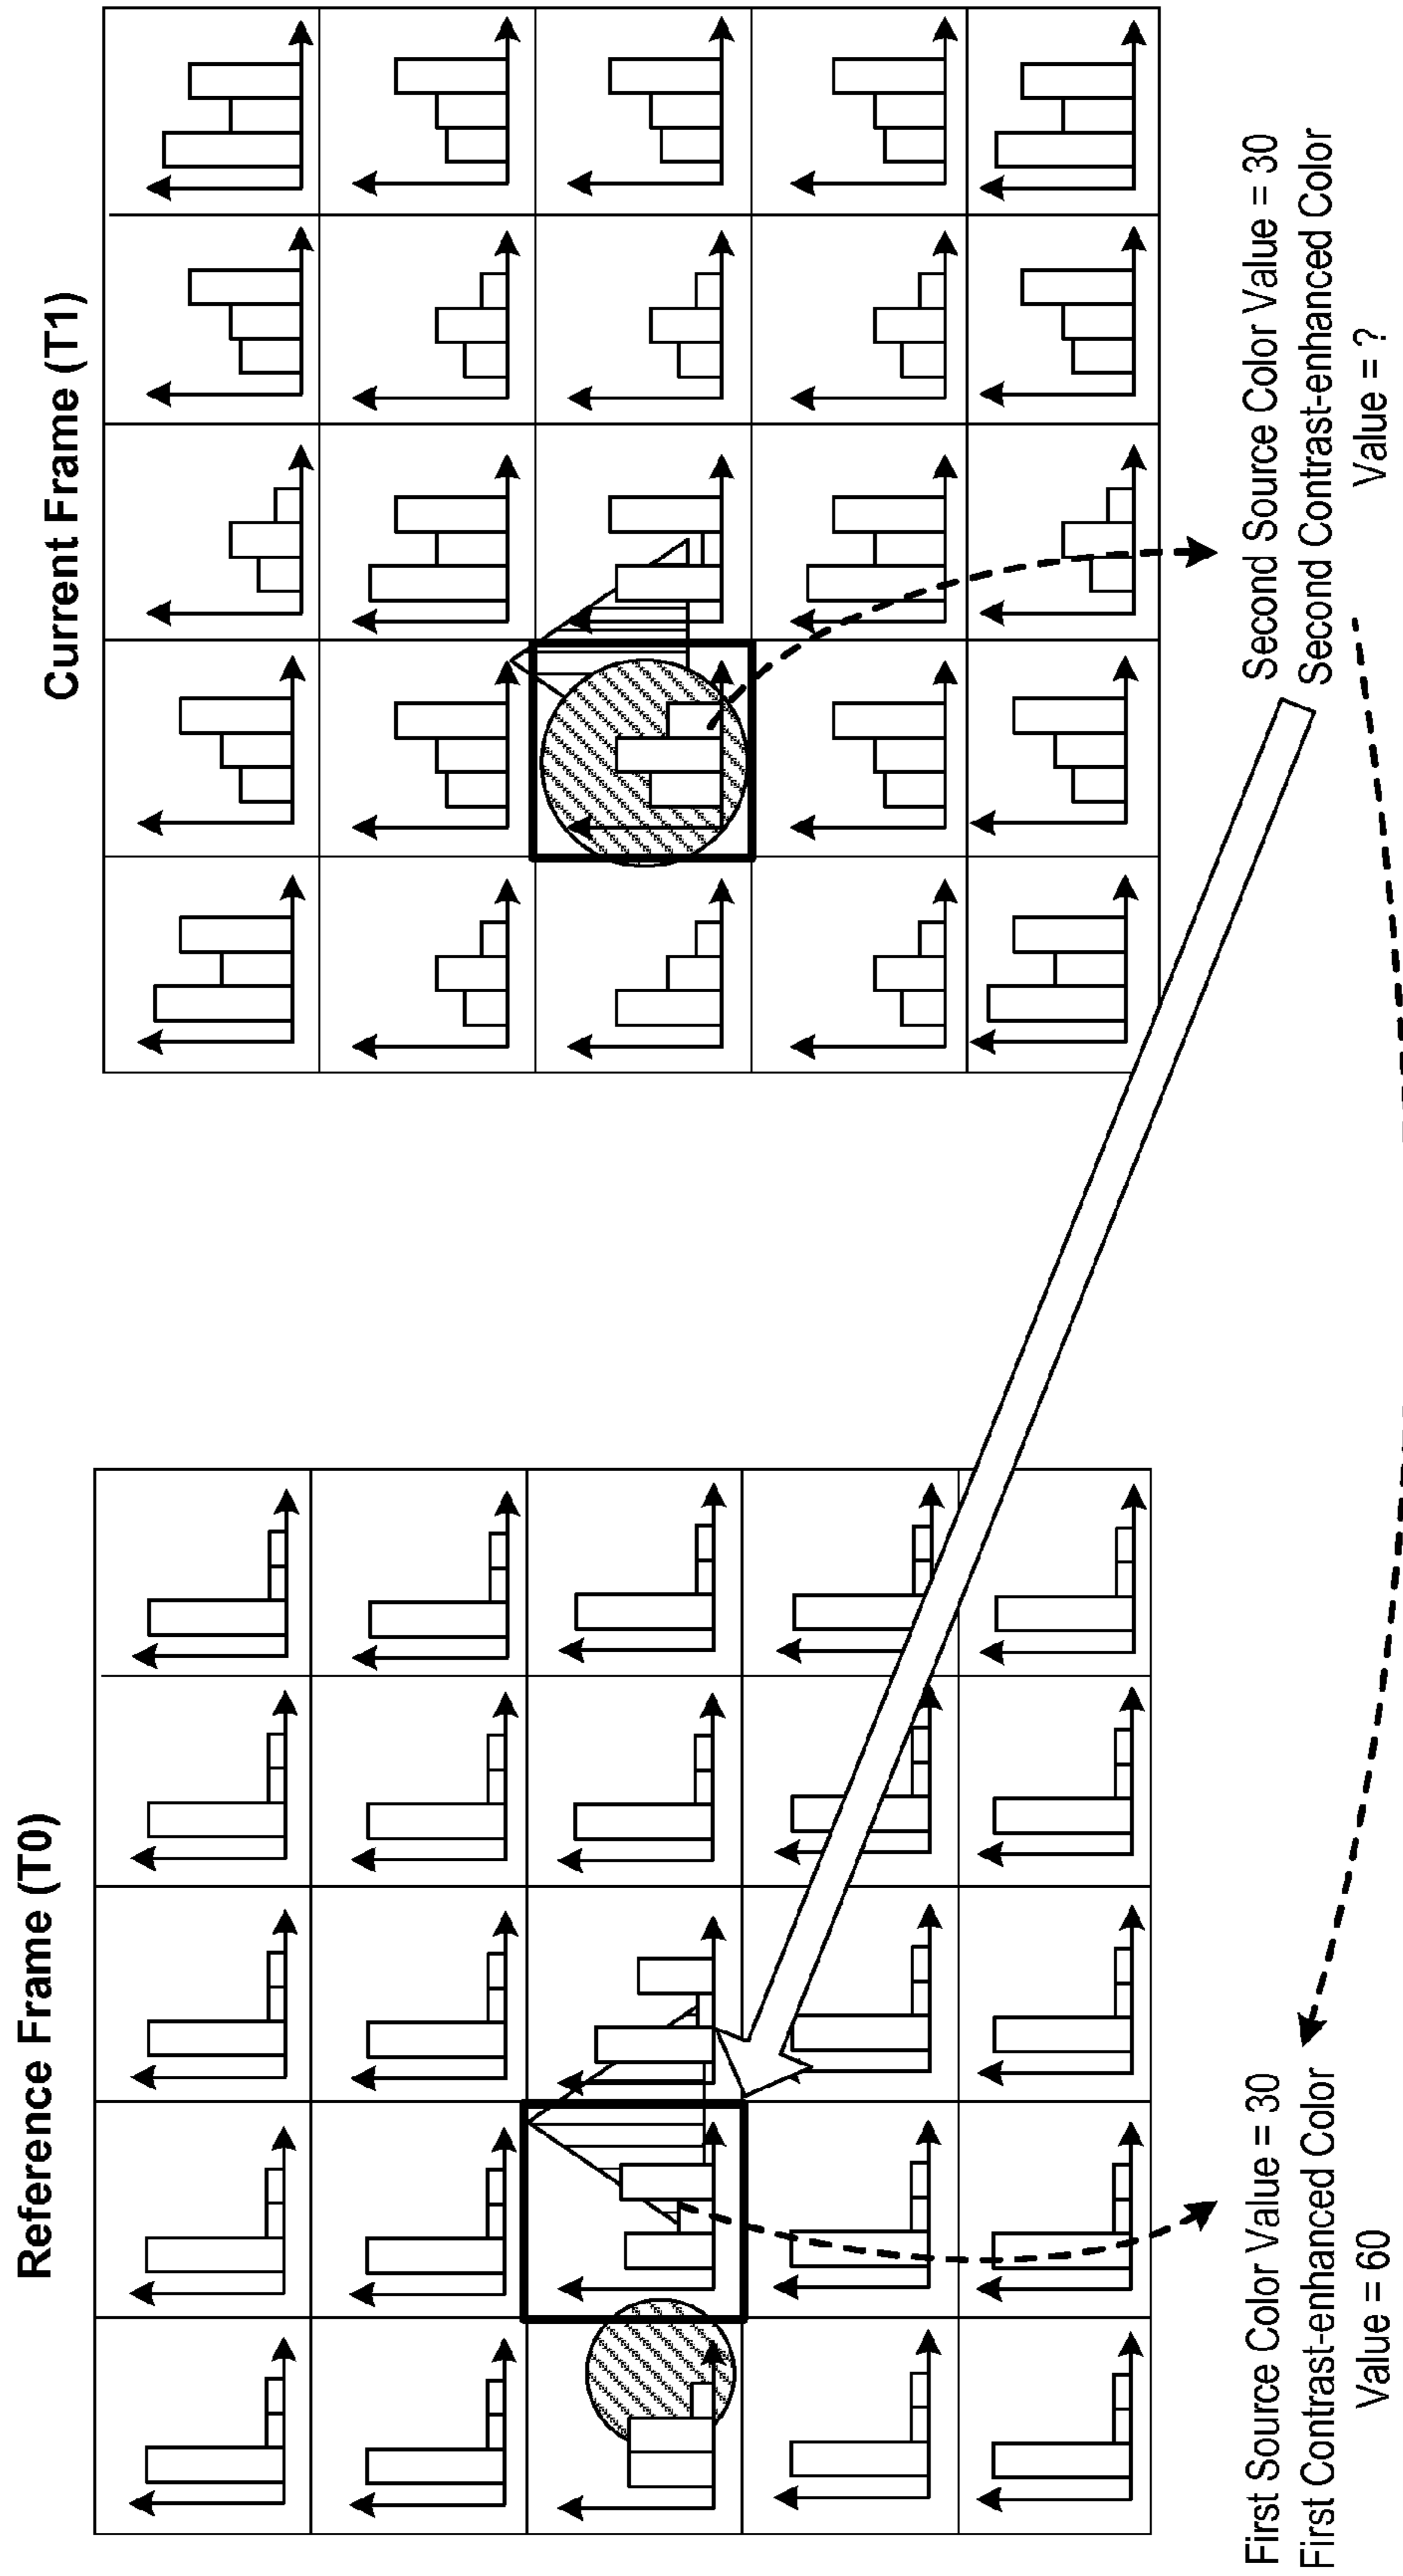 Reference Frame (T0)
Current Frame (T1)
First Source Color Value = 30
First Contrast-enhanced Color
Value = 60
Second Source Color Value = 30
Second Contrast-enhanced Color
Value = ?